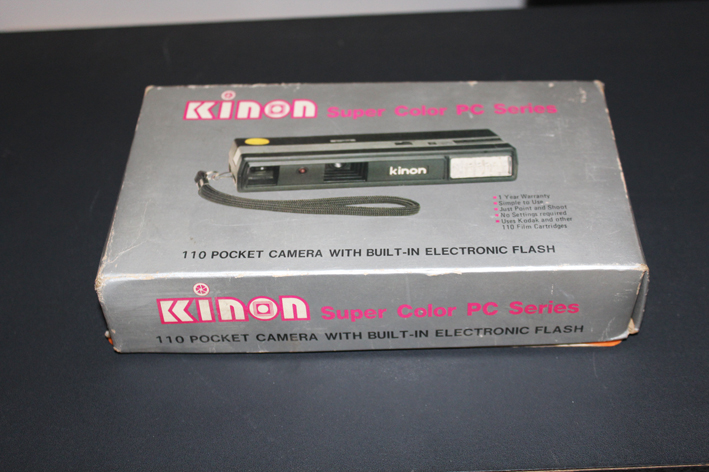 Kinon Super Color PC Series
kinon
1 Year Warranty
Simple to Use
Just Point and Shoot
No Settings required
Uses Kodak and other
110 Film Cartridges
110 POCKET CAMERA WITH BUILT-IN ELECTRONIC FLASH
Kinon Super Color PC Series
110 POCKET CAMERA WITH BUILT-IN ELECTRONIC FLASH